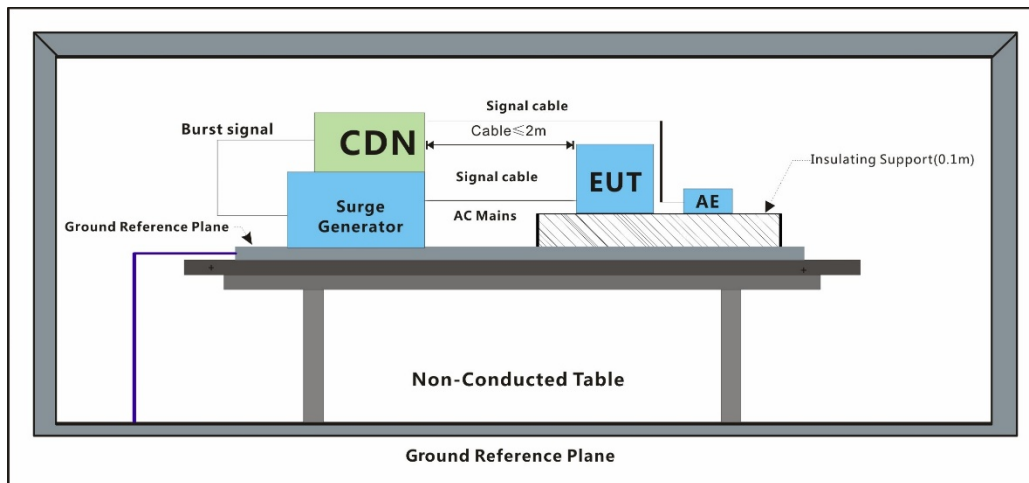 Signal cable
Burst signal
CDN
Cable≤2m
Insulating Support(0.1m)
EUT
Signal cable
Surge
Generator
AE
AC Mains
Ground Reference Plane
Non-Conducted Table
Ground Reference Plane